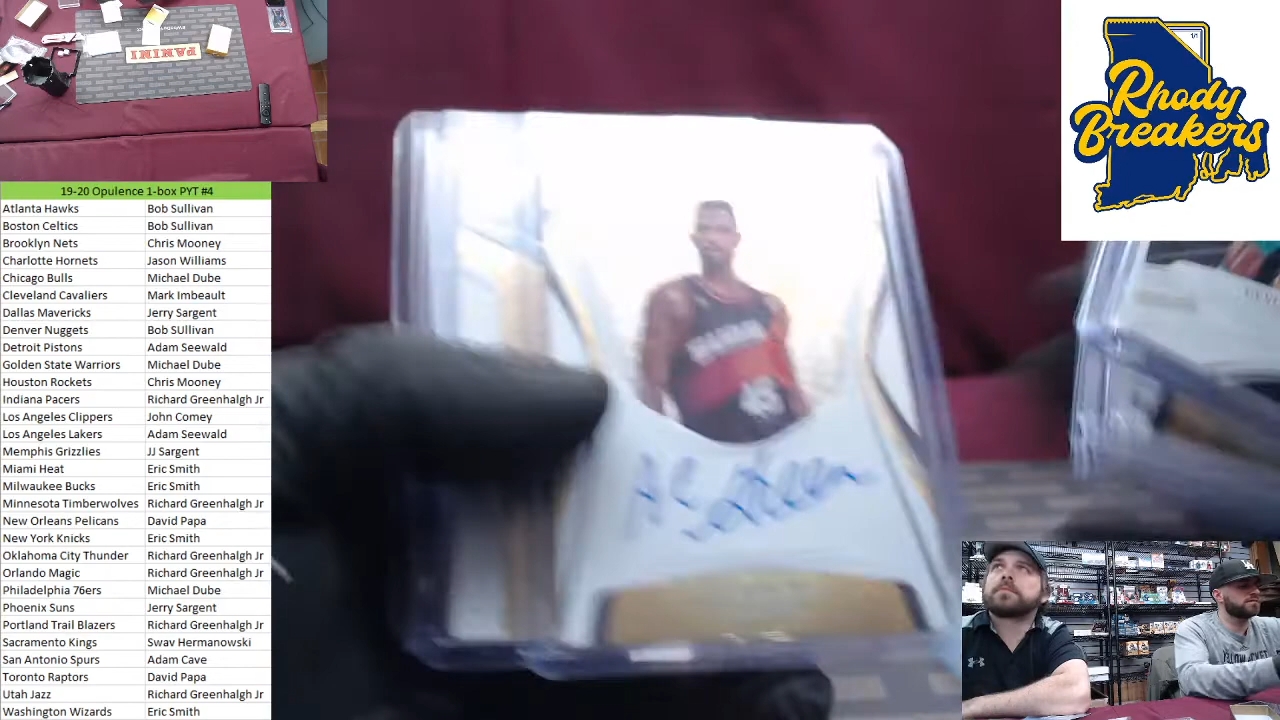 PANINI
Rhody
Breakers
1/1
19-20 Opulence 1-box PYT #4
Atlanta Hawks Bob Sullivan
Boston Celtics Bob Sullivan
Brooklyn Nets Chris Mooney
Charlotte Hornets Jason Williams
Chicago Bulls Michael Dube
Cleveland Cavaliers Mark Imbeault
Dallas Mavericks Jerry Sargent
Denver Nuggets Bob SUllivan
Detroit Pistons Adam Seewald
Golden State Warriors Michael Dube
Houston Rockets Chris Mooney
Indiana Pacers Richard Greenhalgh Jr
Los Angeles Clippers John Comey
Los Angeles Lakers Adam Seewald
Memphis Grizzlies JJ Sargent
Miami Heat Eric Smith
Milwaukee Bucks Eric Smith
Minnesota Timberwolves Richard Greenhalgh Jr
New Orleans Pelicans David Papa
New York Knicks Eric Smith
Oklahoma City Thunder Richard Greenhalgh Jr
Orlando Magic Richard Greenhalgh Jr
Philadelphia 76ers Michael Dube
Phoenix Suns Jerry Sargent
Portland Trail Blazers Richard Greenhalgh Jr
Sacramento Kings Swav Hermanowski
San Antonio Spurs Adam Cave
Toronto Raptors David Papa
Utah Jazz Richard Greenhalgh Jr
Washington Wizards Eric Smith